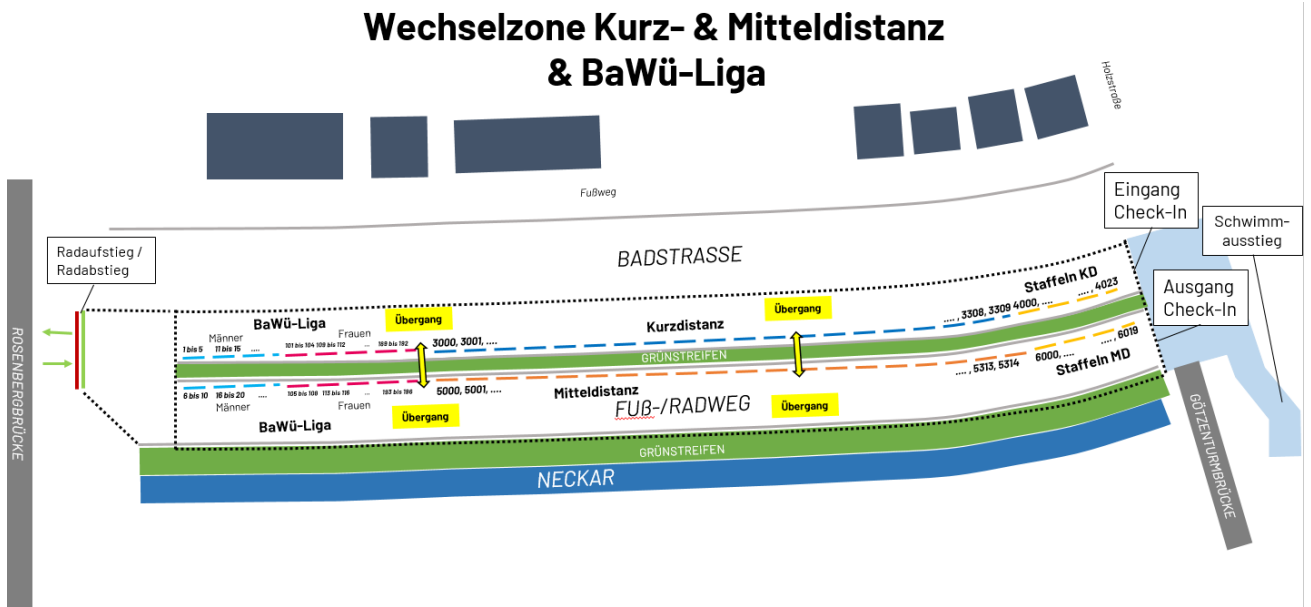 Wechselzone Kurz- & Mitteldistanz
& BaWü-Liga
Holzstraße
Fußweg
Eingang
Check-In
Schwimm-
ausstieg
Radaufstieg /
Radabstieg
BADSTRASSE
Ausgang
Check-In
Staffeln KD
BaWü-Liga
Übergang
Kurzdistanz
Übergang
...., 3308, 3309 4000, .... ...., 4023
Männer
Frauen
1 bis 5 11 bis 15 .... 101 bis 104 109 bis 112 ... 189 bis 192 3000, 3001, ....
GRÜNSTREIFEN
6 bis 10 16 bis 20 .... 105 bis 108 113 bis 116 ... 193 bis 196 5000, 5001, ....
Mitteldistanz
...., 5313, 5314 6000, .... ...., 6019
Staffeln MD
Männer
Frauen
BaWü-Liga
Übergang
FUß-/RADWEG
Übergang
GRÜNSTREIFEN
NECKAR
ROSENBERGBRÜCKE
GÖTZENTURMBRÜCKE